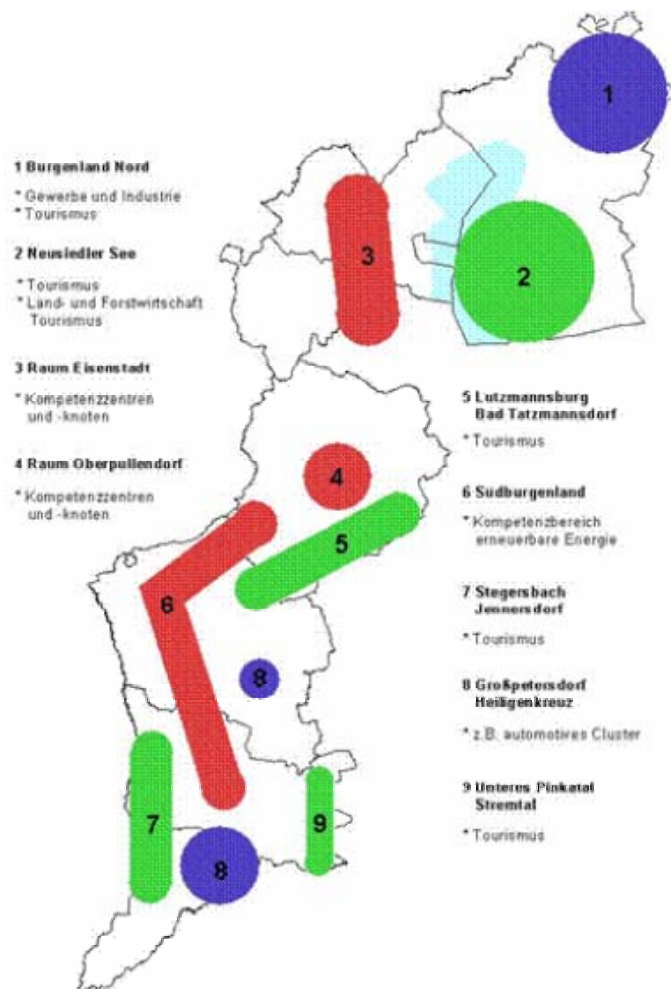 1 Burgenland Nord
* Gewerbe und Industrie
* Tourismus
2 Neusiedler See
* Tourismus
* Land- und Forstwirtschaft
Tourismus
3 Raum Eisenstadt
* Kompetenzzentren
und -knoten
4 Raum Oberpullendorf
* Kompetenzzentren
und -knoten
5 Lutzmannsburg
Bad Tatzmannsdorf
* Tourismus
6 Südburgenland
* Kompetenzbereich
erneuerbare Energie
7 Stegersbach
Jennersdorf
* Tourismus
8 Großpetersdorf
Heiligenkreuz
* z.B. automotives Cluster
9 Unteres Pinkatal
Stremtal
* Tourismus
1
2
3
4
5
6
8
7
9
8